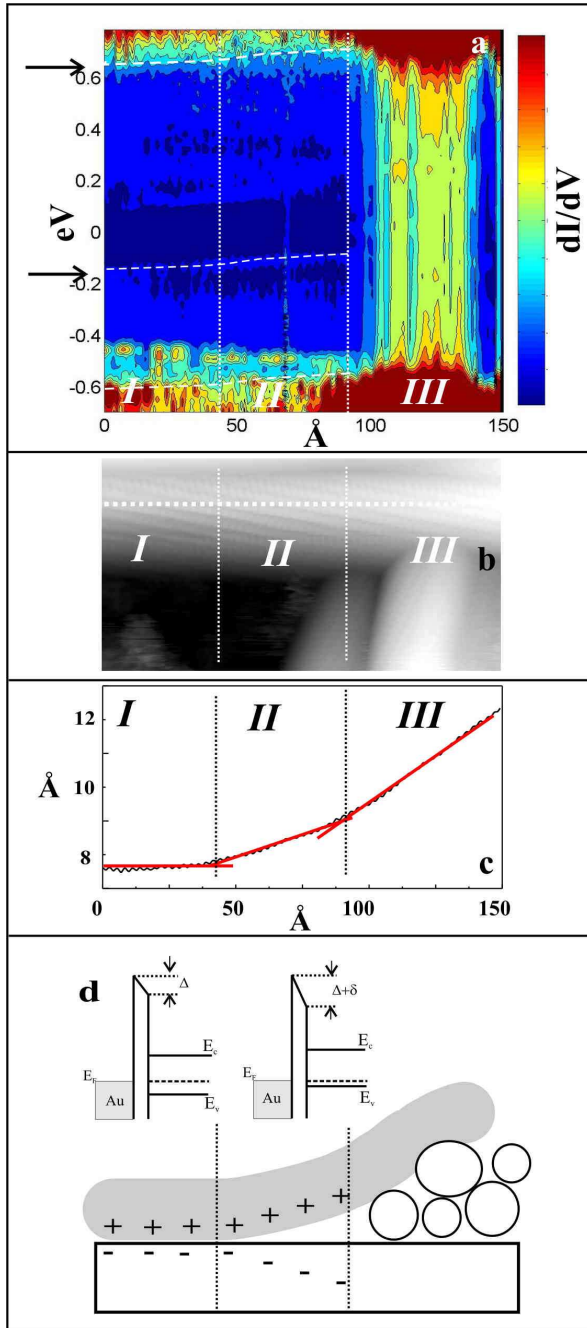 a
0.6
0.4
0.2
0
-0.2
-0.4
-0.6
eV
I II III
0 50 Å 100 150
dI/dV
I II III b
I II III
12
10
9
8
Å
c
0 50 100 150
Å
d
Δ
Δ+δ
E_c
E_c
E_F
E_F
Au
E_v
Au
E_v
+ + + + + + +
- - - - - - -